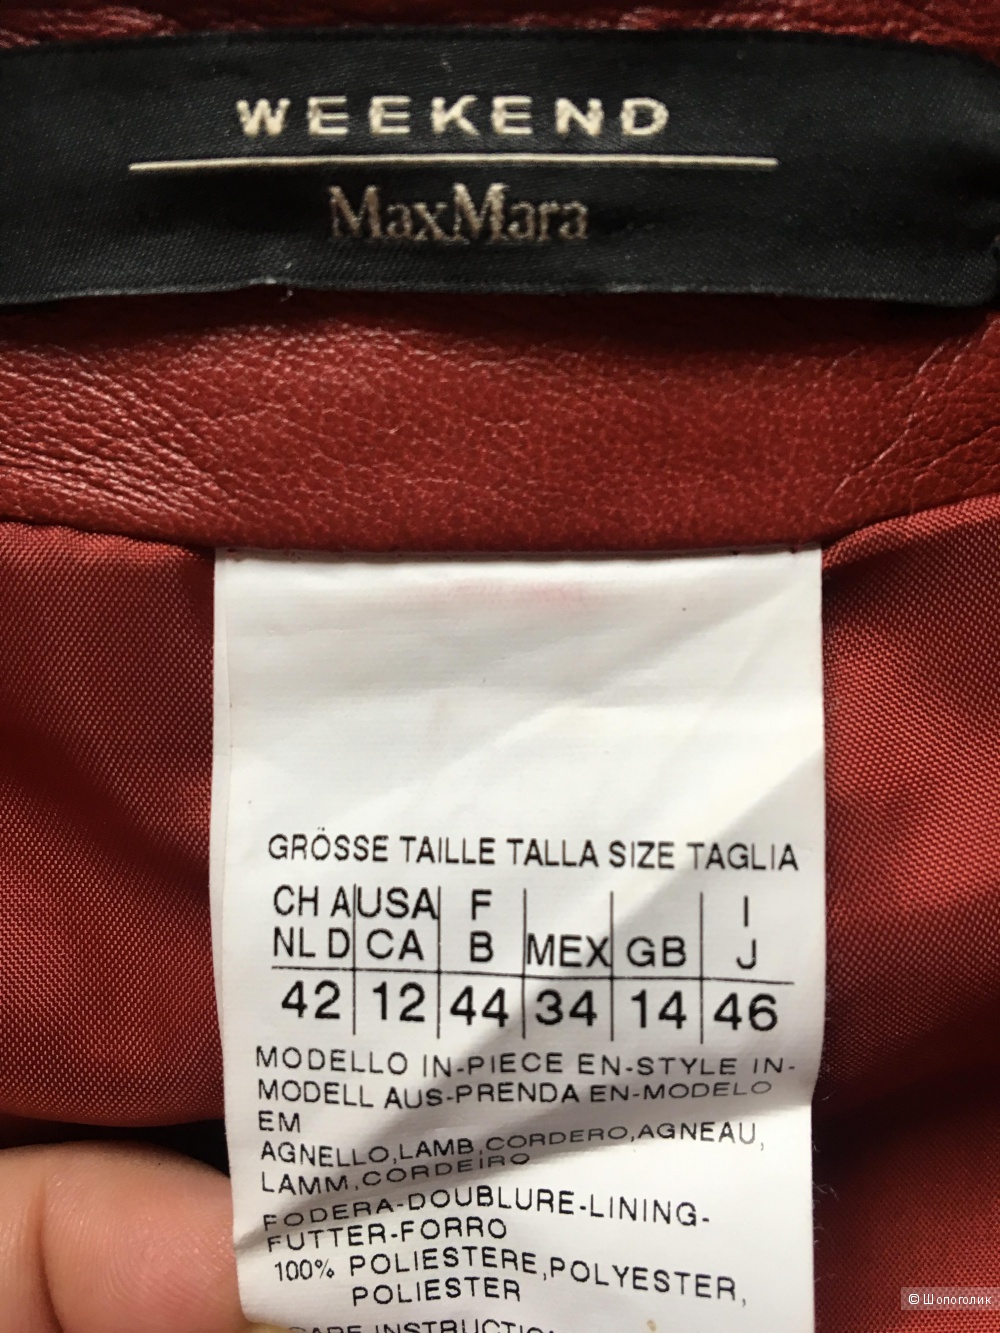 WEEKEND
MaxMara
GRÖSSE TAILLE TALLA SIZE TAGLIA
CH A USA F I
NL D CA B MEX GB J
42 12 44 34 14 46
MODELLO IN-PIECE EN-STYLE IN-
MODELL AUS-PRENDA EN-MODELO
EM
AGNELLO,LAMB,CORDERO,AGNEAU,
LAMM,CORDEIRO
FODERA-DOUBLURE-LINING-
FUTTER-FORRO
100% POLIESTERE,POLYESTER,
POLIESTER
CARE INSTRUCTION
© Шопоголик